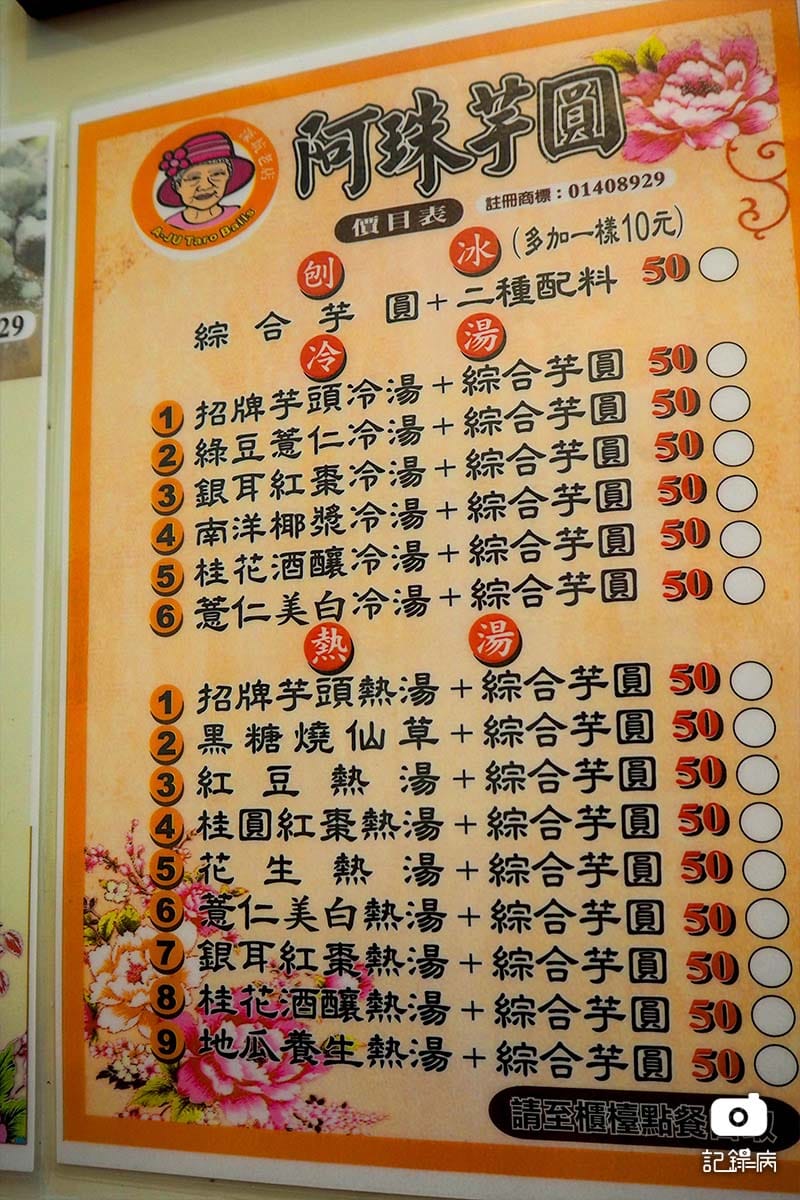 深坑老店
A-JU Taro Balls
阿珠芋圓
註冊商標：01408929
價目表
刨冰（多加一樣10元）
綜合芋圓＋二種配料 50
冷湯
1 招牌芋頭冷湯＋綜合芋圓 50
2 綠豆薏仁冷湯＋綜合芋圓 50
3 銀耳紅棗冷湯＋綜合芋圓 50
4 南洋椰漿冷湯＋綜合芋圓 50
5 桂花酒釀冷湯＋綜合芋圓 50
6 薏仁美白冷湯＋綜合芋圓 50
熱湯
1 招牌芋頭熱湯＋綜合芋圓 50
2 黑糖燒仙草＋綜合芋圓 50
3 紅豆熱湯＋綜合芋圓 50
4 桂圓紅棗熱湯＋綜合芋圓 50
5 花生熱湯＋綜合芋圓 50
6 薏仁美白熱湯＋綜合芋圓 50
7 銀耳紅棗熱湯＋綜合芋圓 50
8 桂花酒釀熱湯＋綜合芋圓 50
9 地瓜養生熱湯＋綜合芋圓 50
請至櫃檯點餐
29
記錄病